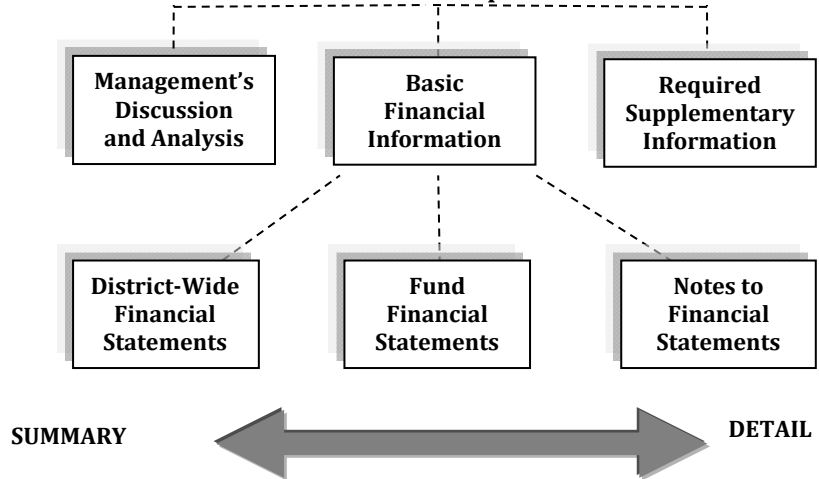 Management's
Discussion
and Analysis
Basic
Financial
Information
Required
Supplementary
Information
District-Wide
Financial
Statements
Fund
Financial
Statements
Notes to
Financial
Statements
SUMMARY
DETAIL